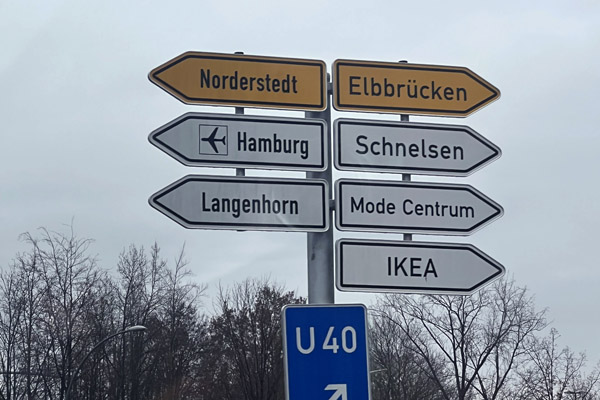 Norderstedt
Elbbrücken
Hamburg
Schnelsen
Langenhorn
Mode Centrum
IKEA
U 40